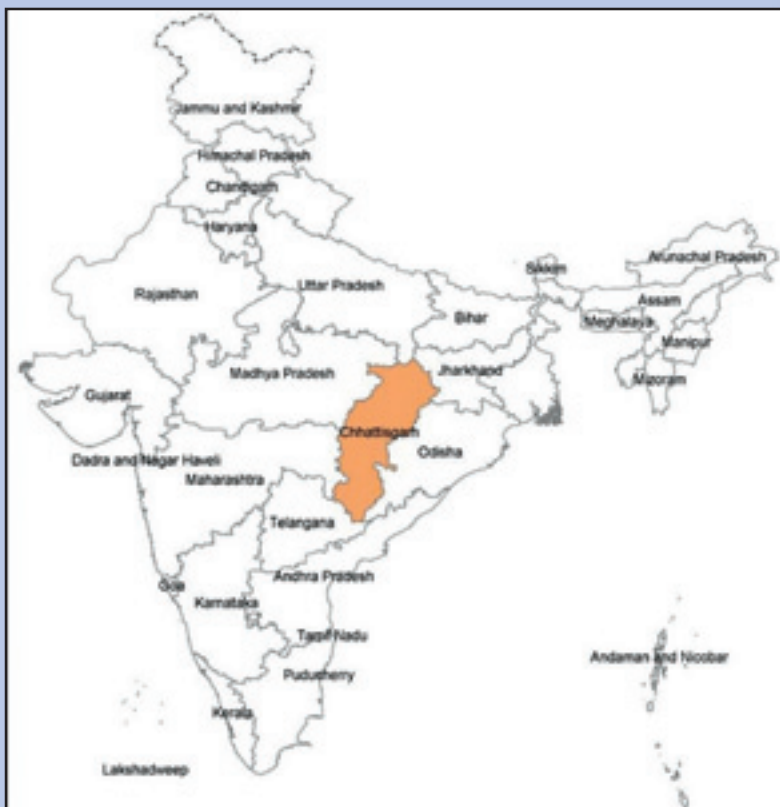 Jammu and Kashmir
Himachal Pradesh
Chandigarh
Haryana
Rajasthan
Uttar Pradesh
Sikkim
Arunachal Pradesh
Assam
Bihar
Meghalaya
Manipur
Madhya Pradesh
Jharkhand
Mizoram
Gujarat
Chhattisgarh
Odisha
Dadra and Nagar Haveli
Maharashtra
Telangana
Andhra Pradesh
Goa
Karnataka
Tamil Nadu
Andaman and Nicobar
Puducherry
Kerala
Lakshadweep